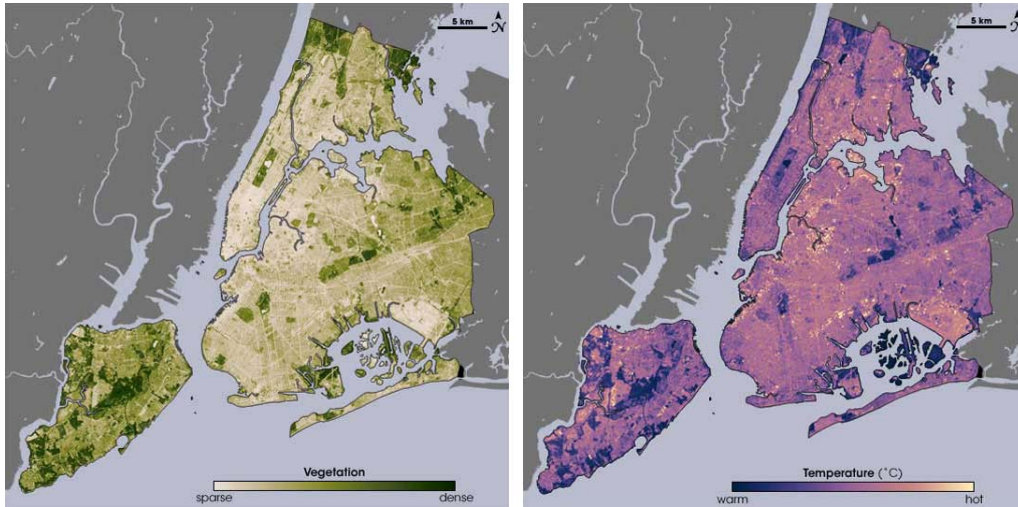 5 km
N
Vegetation
sparse dense
5 km
N
Temperature (°C)
warm hot